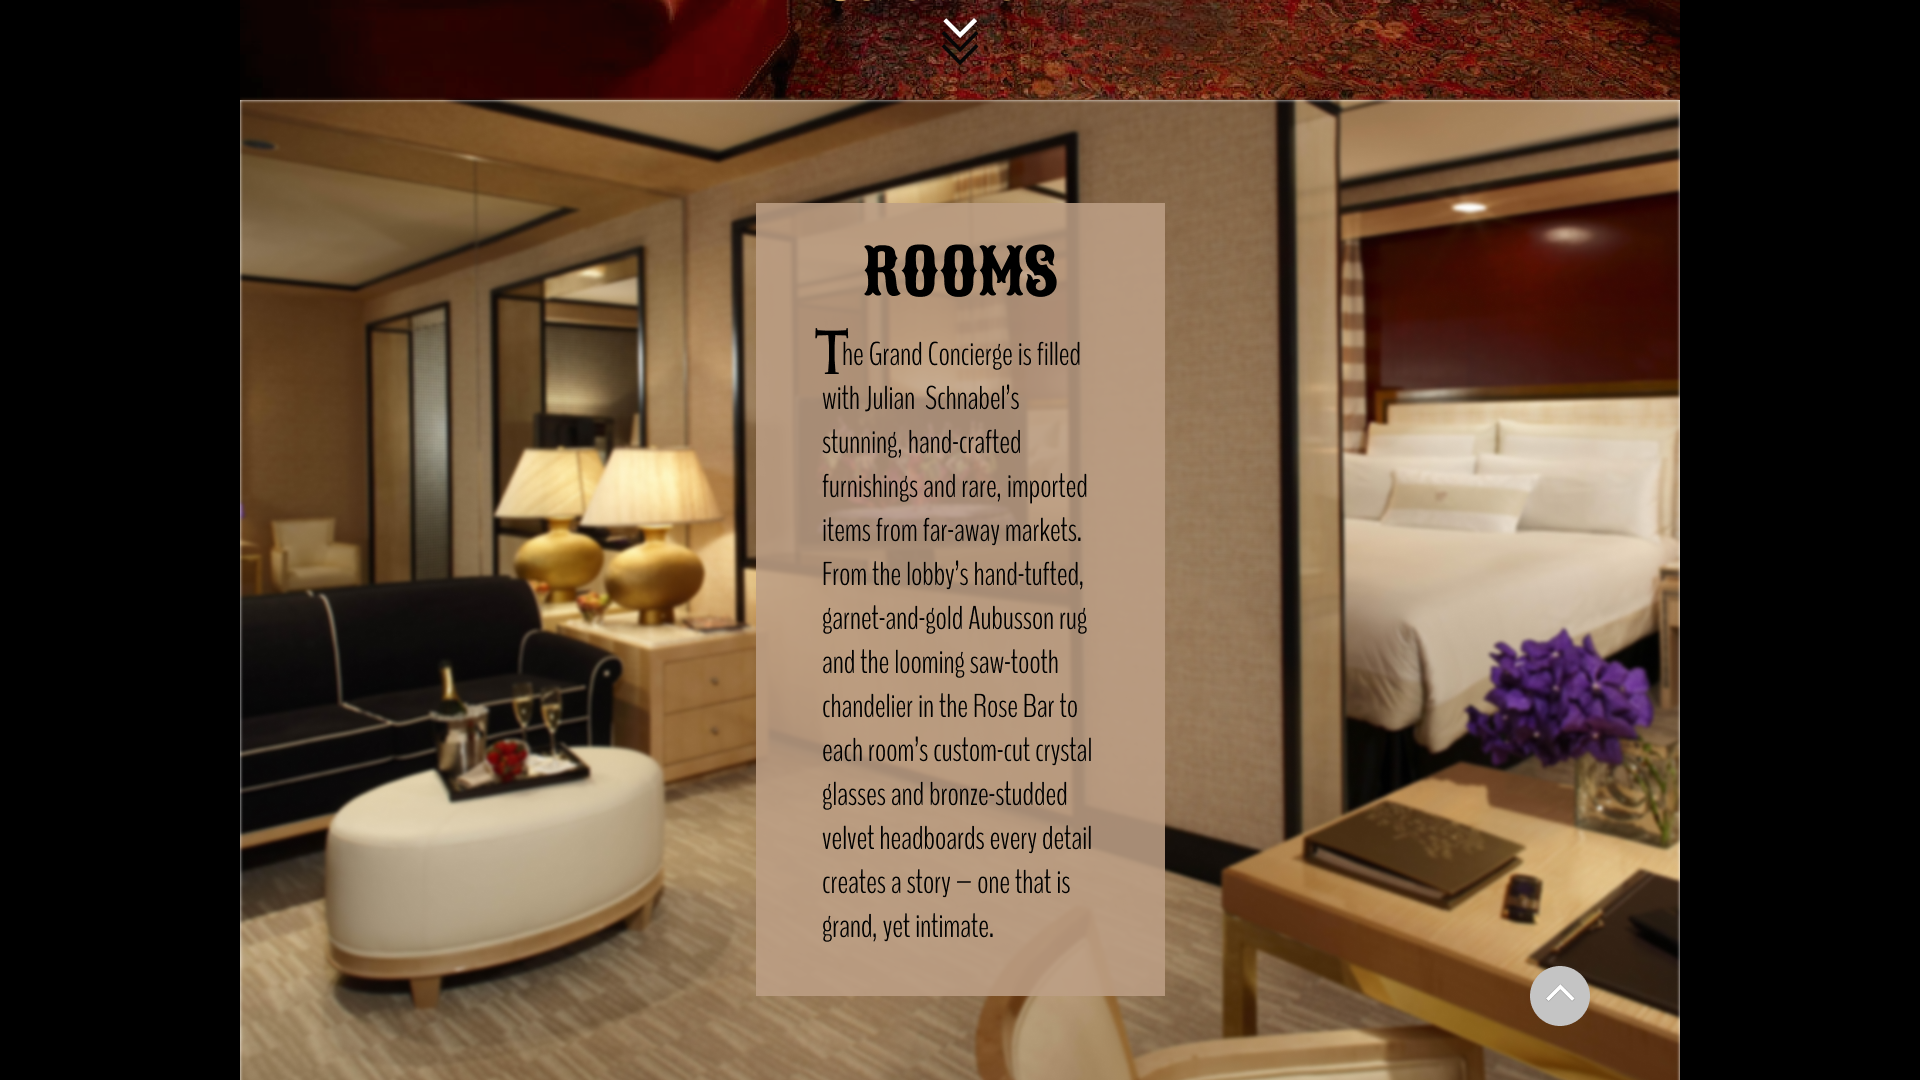 ROOMS
The Grand Concierge is filled
with Julian Schnabel's
stunning, hand-crafted
furnishings and rare, imported
items from far-away markets.
From the lobby's hand-tufted,
garnet-and-gold Aubusson rug
and the looming saw-tooth
chandelier in the Rose Bar to
each room's custom-cut crystal
glasses and bronze-studded
velvet headboards every detail
creates a story – one that is
grand, yet intimate.